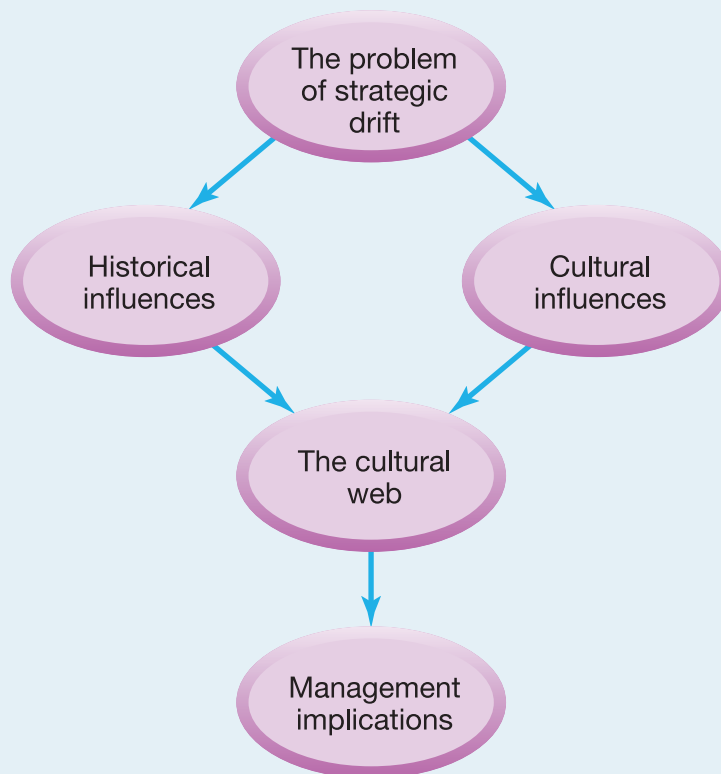 The problem
of strategic
drift
Historical
influences
Cultural
influences
The cultural
web
Management
implications